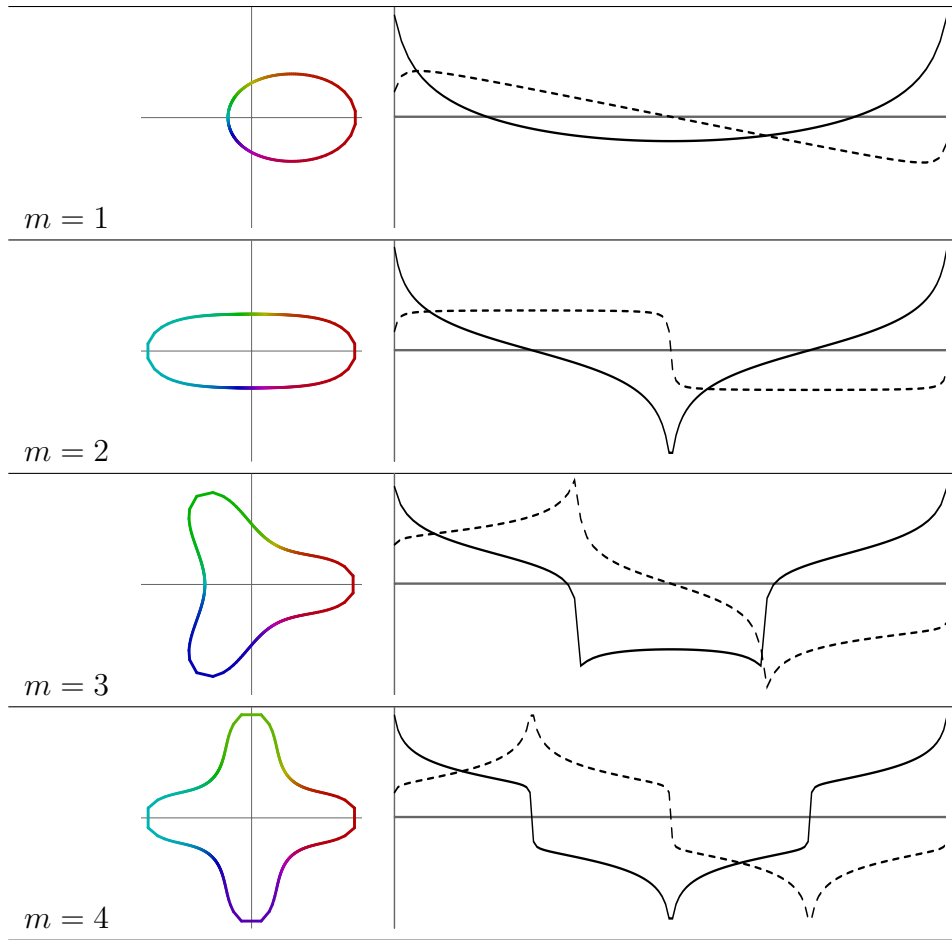 m = 1
m = 2
m = 3
m = 4